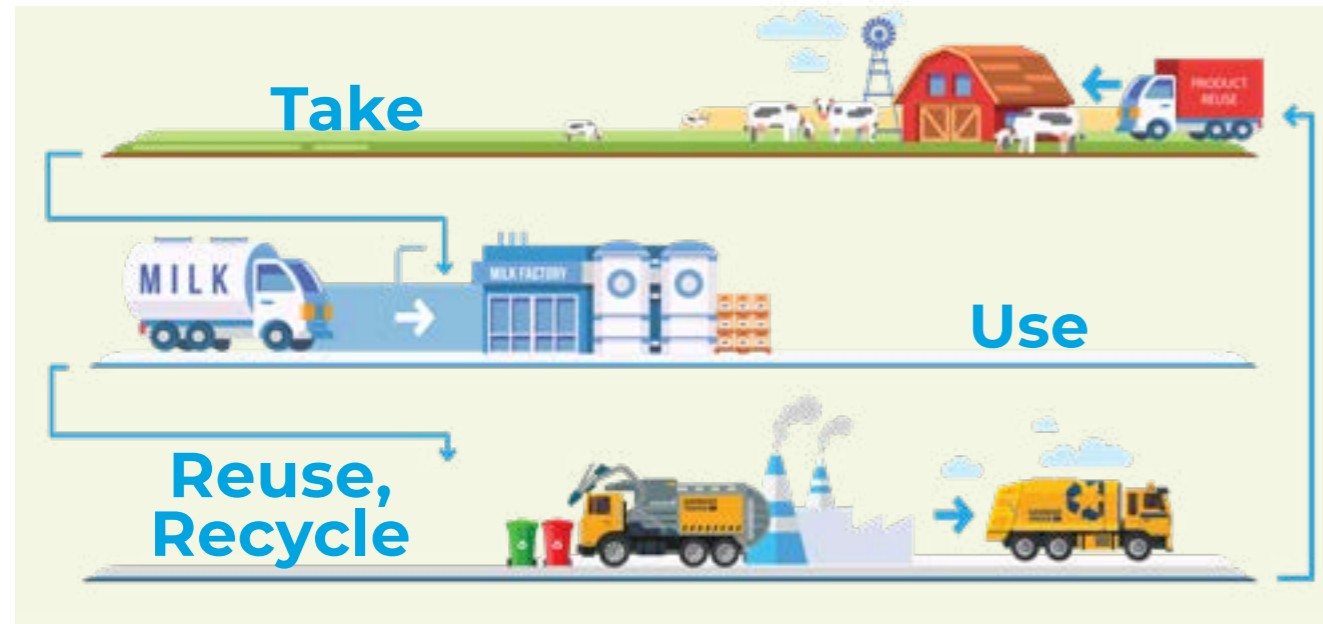 Take
PRODUCT
REUSE
MILK
MILK FACTORY
Use
Reuse,
Recycle